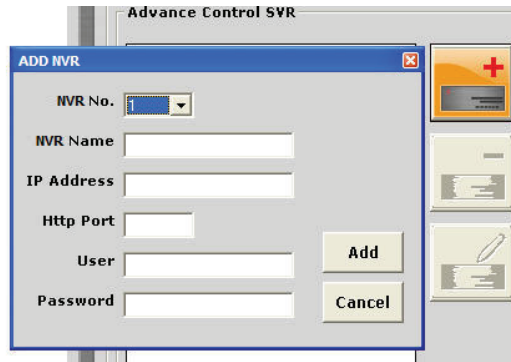 Advance Control SVR
ADD NVR
NVR No. 1
NVR Name
IP Address
Http Port
User
Password
Add
Cancel